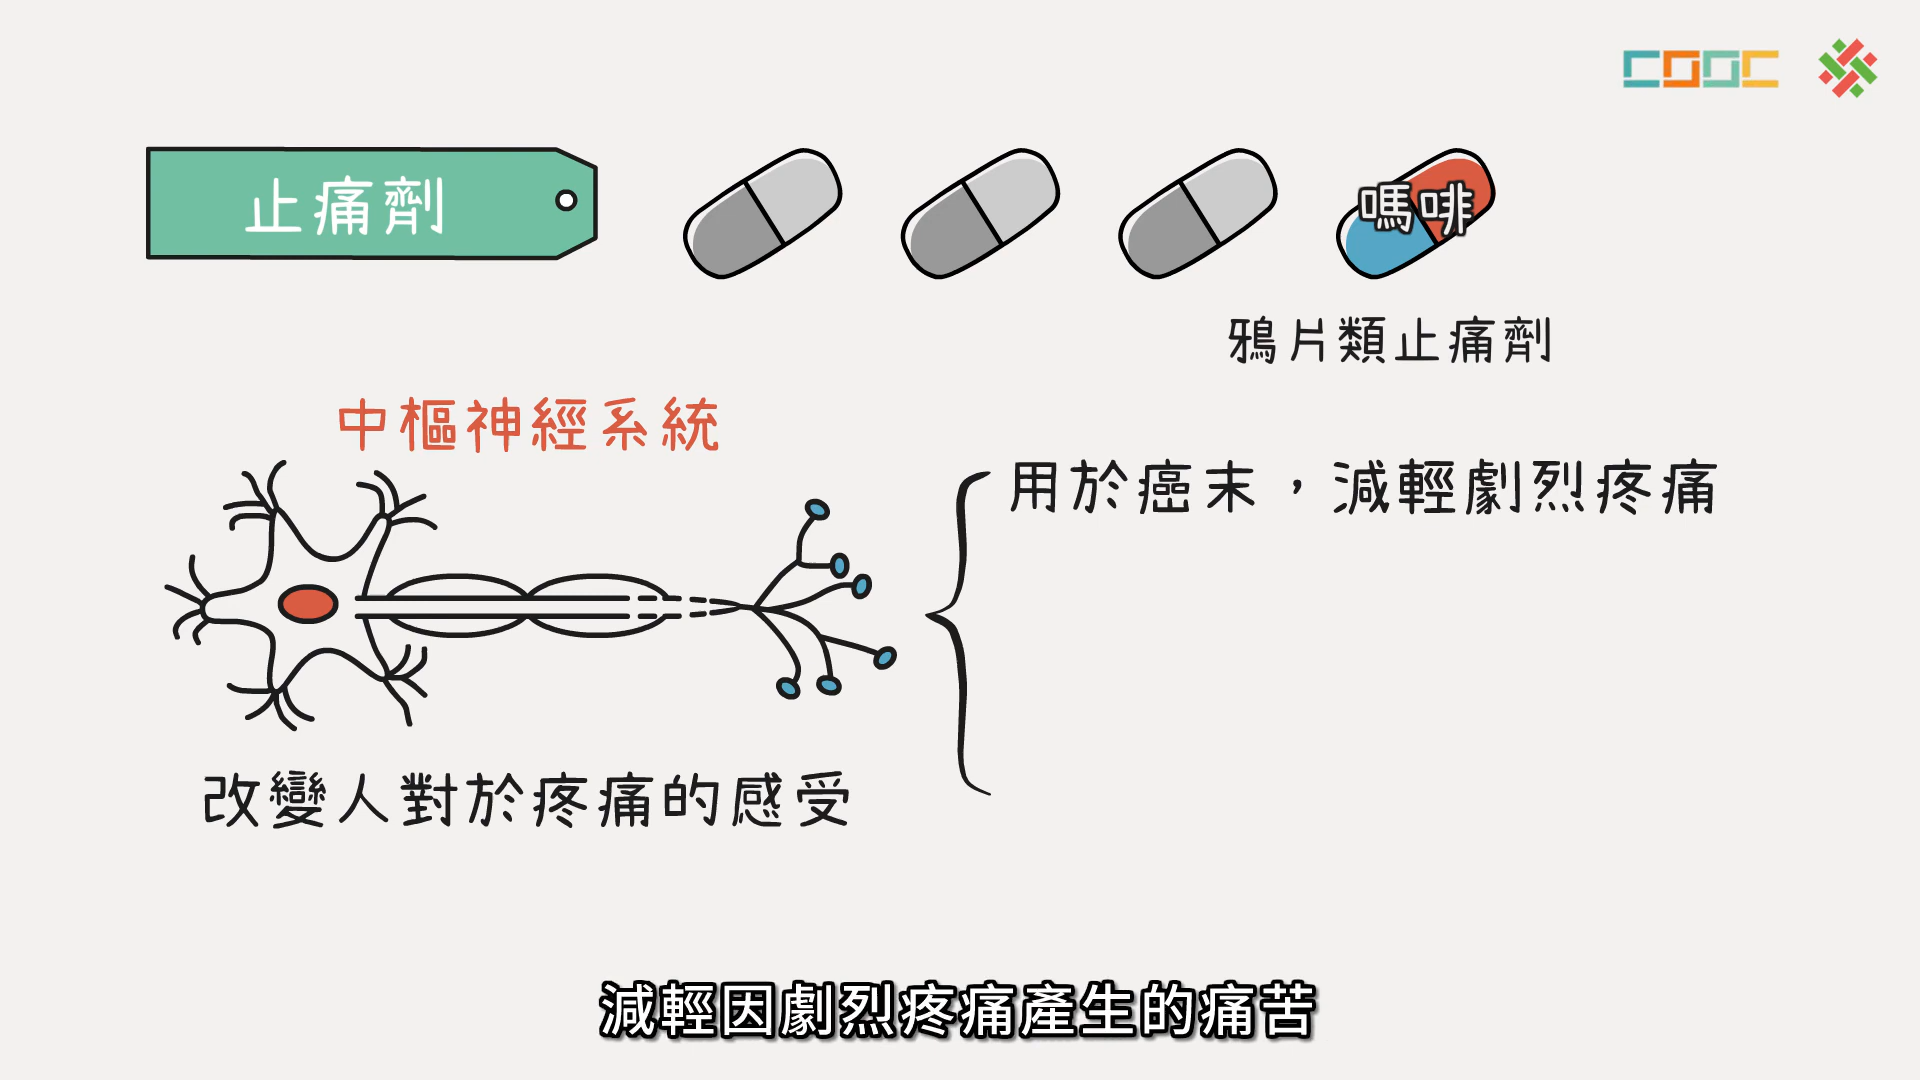 COOC
止痛劑
嗎啡
鴉片類止痛劑
中樞神經系統
用於癌末，減輕劇烈疼痛
改變人對於疼痛的感受
減輕因劇烈疼痛產生的痛苦